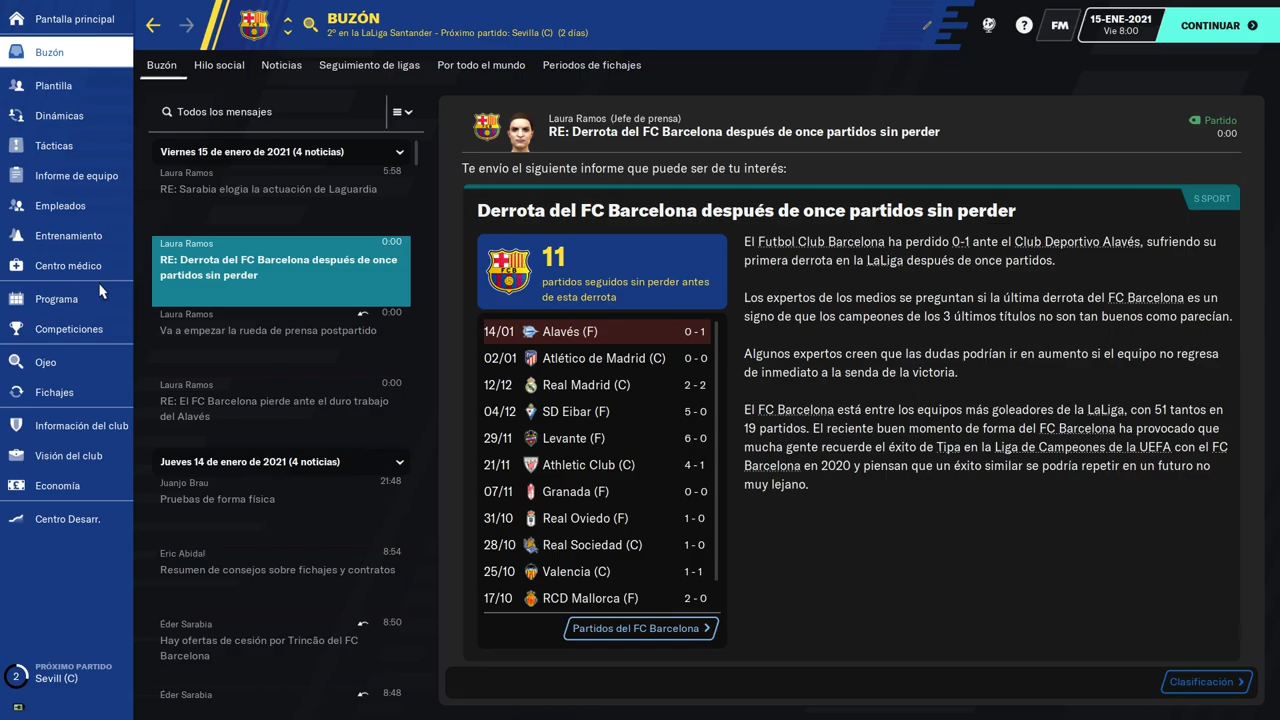 Pantalla principal
Buzón
Plantilla
Dinámicas
Tácticas
Informe de equipo
Empleados
Entrenamiento
Centro médico
Programa
Competiciones
Ojeo
Fichajes
Información del club
Visión del club
Economía
Centro Desarr.
2
PRÓXIMO PARTIDO
Sevill (C)
BUZÓN
2º en la LaLiga Santander - Próximo partido: Sevilla (C) (2 días)
?
FM
15-ENE-2021
Vie 8:00
CONTINUAR
Buzón
Hilo social
Noticias
Seguimiento de ligas
Por todo el mundo
Periodos de fichajes
Todos los mensajes
Viernes 15 de enero de 2021 (4 noticias)
Laura Ramos 5:58
RE: Sarabia elogia la actuación de Laguardia
Laura Ramos 0:00
RE: Derrota del FC Barcelona después de once
partidos sin perder
Laura Ramos 0:00
Va a empezar la rueda de prensa postpartido
Laura Ramos 0:00
RE: El FC Barcelona pierde ante el duro trabajo
del Alavés
Jueves 14 de enero de 2021 (4 noticias)
Juanjo Brau 21:48
Pruebas de forma física
Eric Abidal 8:54
Resumen de consejos sobre fichajes y contratos
Éder Sarabia 8:50
Hay ofertas de cesión por Trincão del FC
Barcelona
Éder Sarabia 8:48
Laura Ramos (Jefe de prensa)
RE: Derrota del FC Barcelona después de once partidos sin perder
Partido
0:00
Te envío el siguiente informe que puede ser de tu interés:
S SPORT
Derrota del FC Barcelona después de once partidos sin perder
11
partidos seguidos sin perder antes
de esta derrota
14/01 Alavés (F) 0 - 1
02/01 Atlético de Madrid (C) 0 - 0
12/12 Real Madrid (C) 2 - 2
04/12 SD Eibar (F) 5 - 0
29/11 Levante (F) 6 - 0
21/11 Athletic Club (C) 4 - 1
07/11 Granada (F) 0 - 0
31/10 Real Oviedo (F) 1 - 0
28/10 Real Sociedad (C) 1 - 0
25/10 Valencia (C) 1 - 1
17/10 RCD Mallorca (F) 2 - 0
Partidos del FC Barcelona
El Futbol Club Barcelona ha perdido 0-1 ante el Club Deportivo Alavés, sufriendo su
primera derrota en la LaLiga después de once partidos.
Los expertos de los medios se preguntan si la última derrota del FC Barcelona es un
signo de que los campeones de los 3 últimos títulos no son tan buenos como parecían.
Algunos expertos creen que las dudas podrían ir en aumento si el equipo no regresa
de inmediato a la senda de la victoria.
El FC Barcelona está entre los equipos más goleadores de la LaLiga, con 51 tantos en
19 partidos. El reciente buen momento de forma del FC Barcelona ha provocado que
mucha gente recuerde el éxito de Tipa en la Liga de Campeones de la UEFA con el FC
Barcelona en 2020 y piensan que un éxito similar se podría repetir en un futuro no
muy lejano.
Clasificación